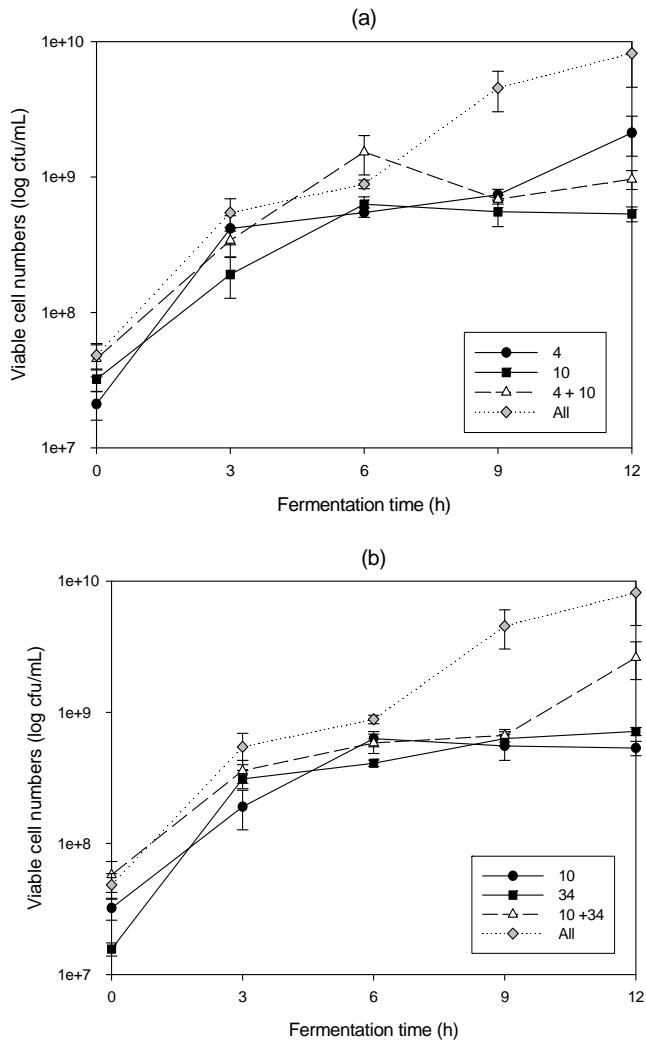 (a)
1e+10
1e+9
1e+8
1e+7
Viable cell numbers (log cfu/mL)
4
10
4 + 10
All
0 3 6 9 12
Fermentation time (h)
(b)
1e+10
1e+9
1e+8
1e+7
Viable cell numbers (log cfu/mL)
10
34
10 +34
All
0 3 6 9 12
Fermentation time (h)